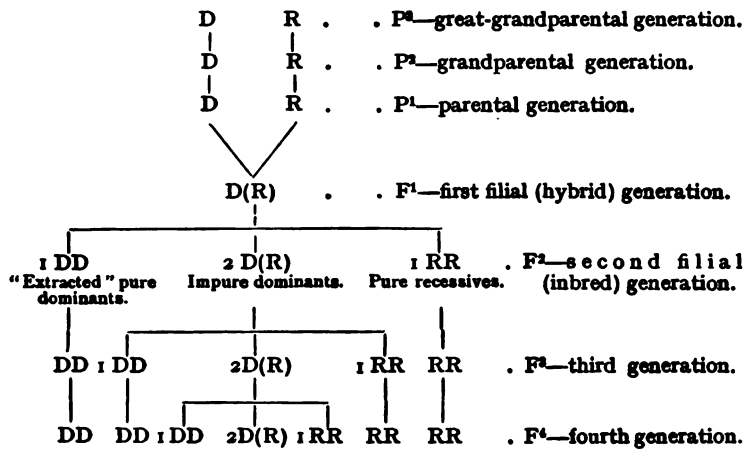 D R . . P³—great-grandparental generation.
D R . . P²—grandparental generation.
D R . . P¹—parental generation.
D(R) . . F¹—first filial (hybrid) generation.
1 DD 2 D(R) 1 RR . F²—second filial
"Extracted" pure Impure dominants. Pure recessives. (inbred) generation.
dominants.
DD 1 DD 2D(R) 1 RR RR . F³—third generation.
DD DD 1 DD 2D(R) 1 RR RR RR . F⁴—fourth generation.